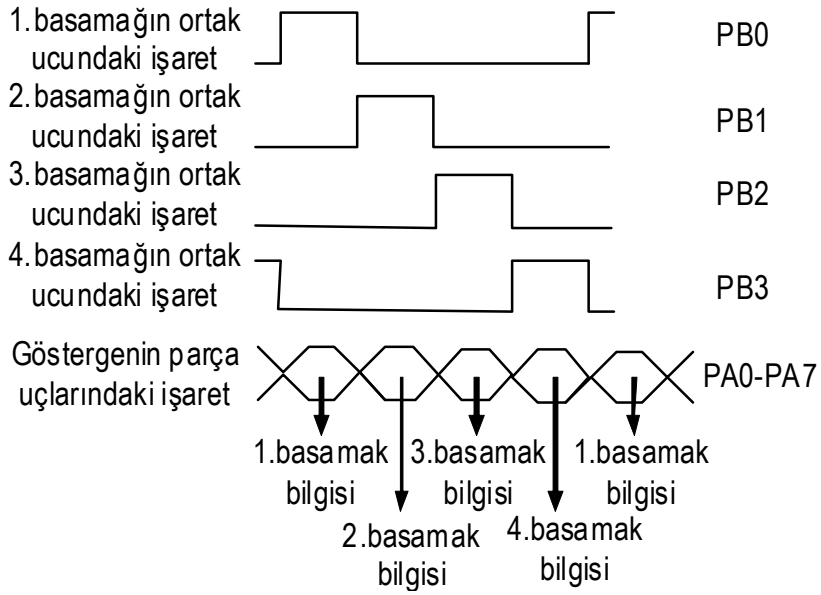 1.basamağın ortak
ucundaki işaret
PB0
2.basamağın ortak
ucundaki işaret
PB1
3.basamağın ortak
ucundaki işaret
PB2
4.basamağın ortak
ucundaki işaret
PB3
Göstergenin parça
uçlarındaki işaret
PA0-PA7
1.basamak
bilgisi
2.basamak
bilgisi
3.basamak
bilgisi
4.basamak
bilgisi
1.basamak
bilgisi